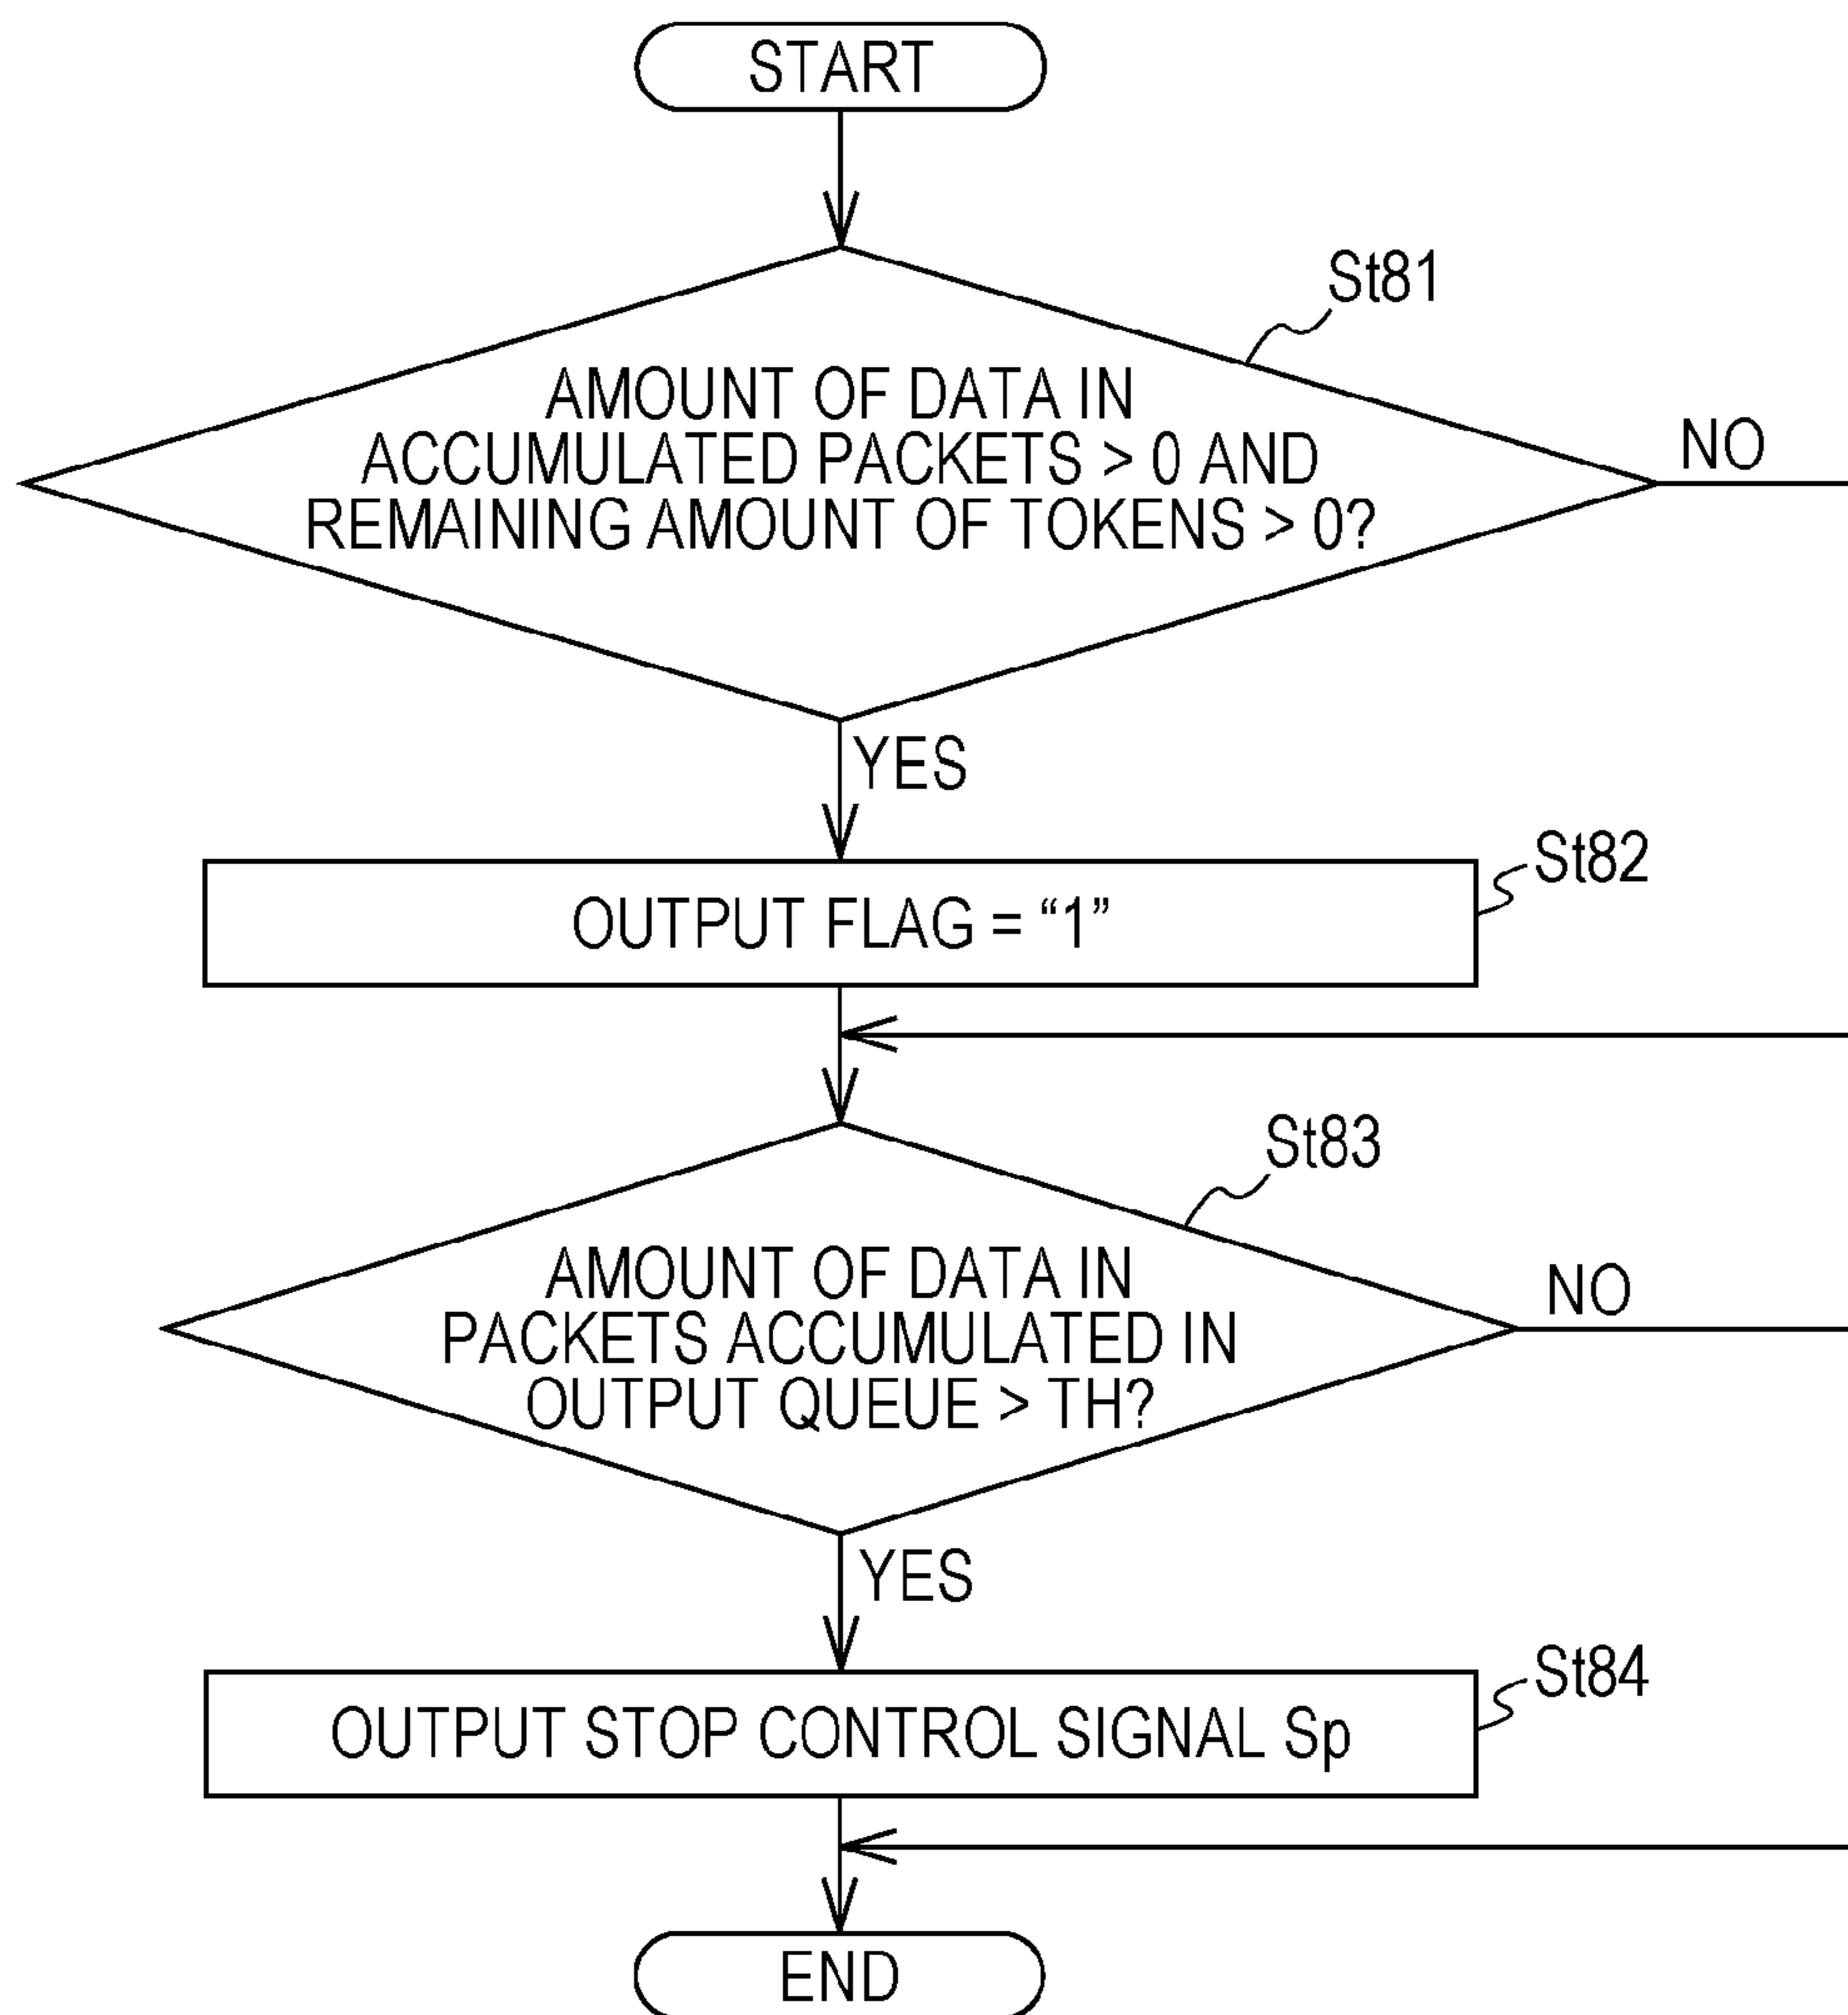 START
St81
AMOUNT OF DATA IN
ACCUMULATED PACKETS > 0 AND
REMAINING AMOUNT OF TOKENS > 0?
NO
YES
St82
OUTPUT FLAG = “1”
St83
AMOUNT OF DATA IN
PACKETS ACCUMULATED IN
OUTPUT QUEUE > TH?
NO
YES
St84
OUTPUT STOP CONTROL SIGNAL Sp
END